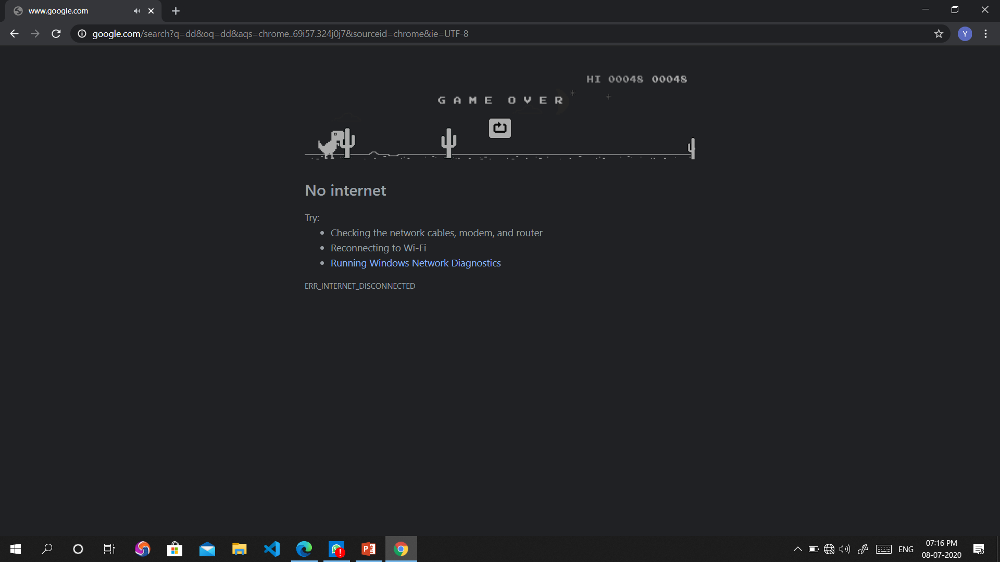 www.google.com
google.com/search?q=dd&oq=dd&aqs=chrome..69i57.324j0j7&sourceid=chrome&ie=UTF-8
Y
HI 00048 00048
GAME OVER
No internet
Try:
Checking the network cables, modem, and router
Reconnecting to Wi-Fi
Running Windows Network Diagnostics
ERR_INTERNET_DISCONNECTED
ENG
07:16 PM
08-07-2020